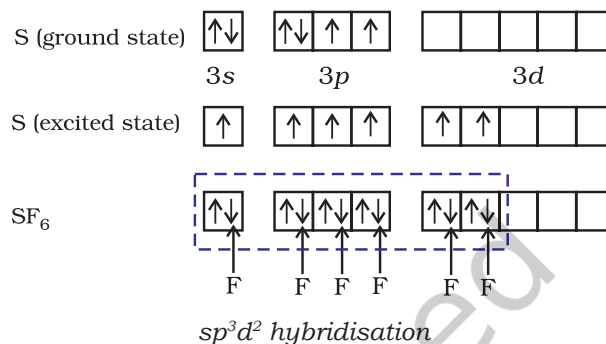 S (ground state) ↑↓ ↑↓ ↑ ↑
3s 3p 3d
S (excited state) ↑ ↑ ↑ ↑ ↑ ↑
SF₆ ↑↓ ↑↓ ↑↓ ↑↓ ↑↓ ↑↓
F F F F F F
sp³d² hybridisation